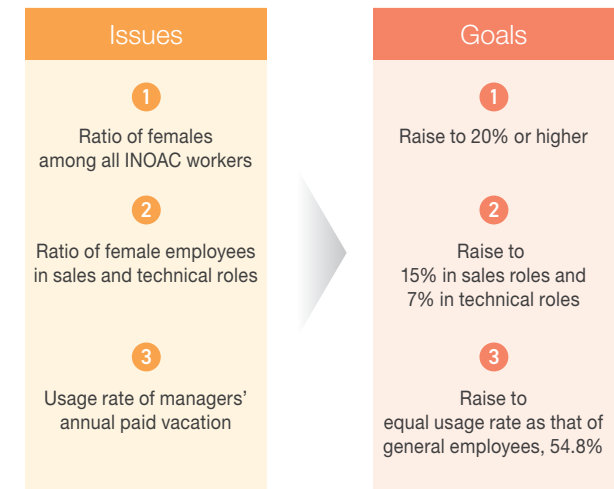 Issues
1
Ratio of females
among all INOAC workers
2
Ratio of female employees
in sales and technical roles
3
Usage rate of managers’
annual paid vacation
Goals
1
Raise to 20% or higher
2
Raise to
15% in sales roles and
7% in technical roles
3
Raise to
equal usage rate as that of
general employees, 54.8%